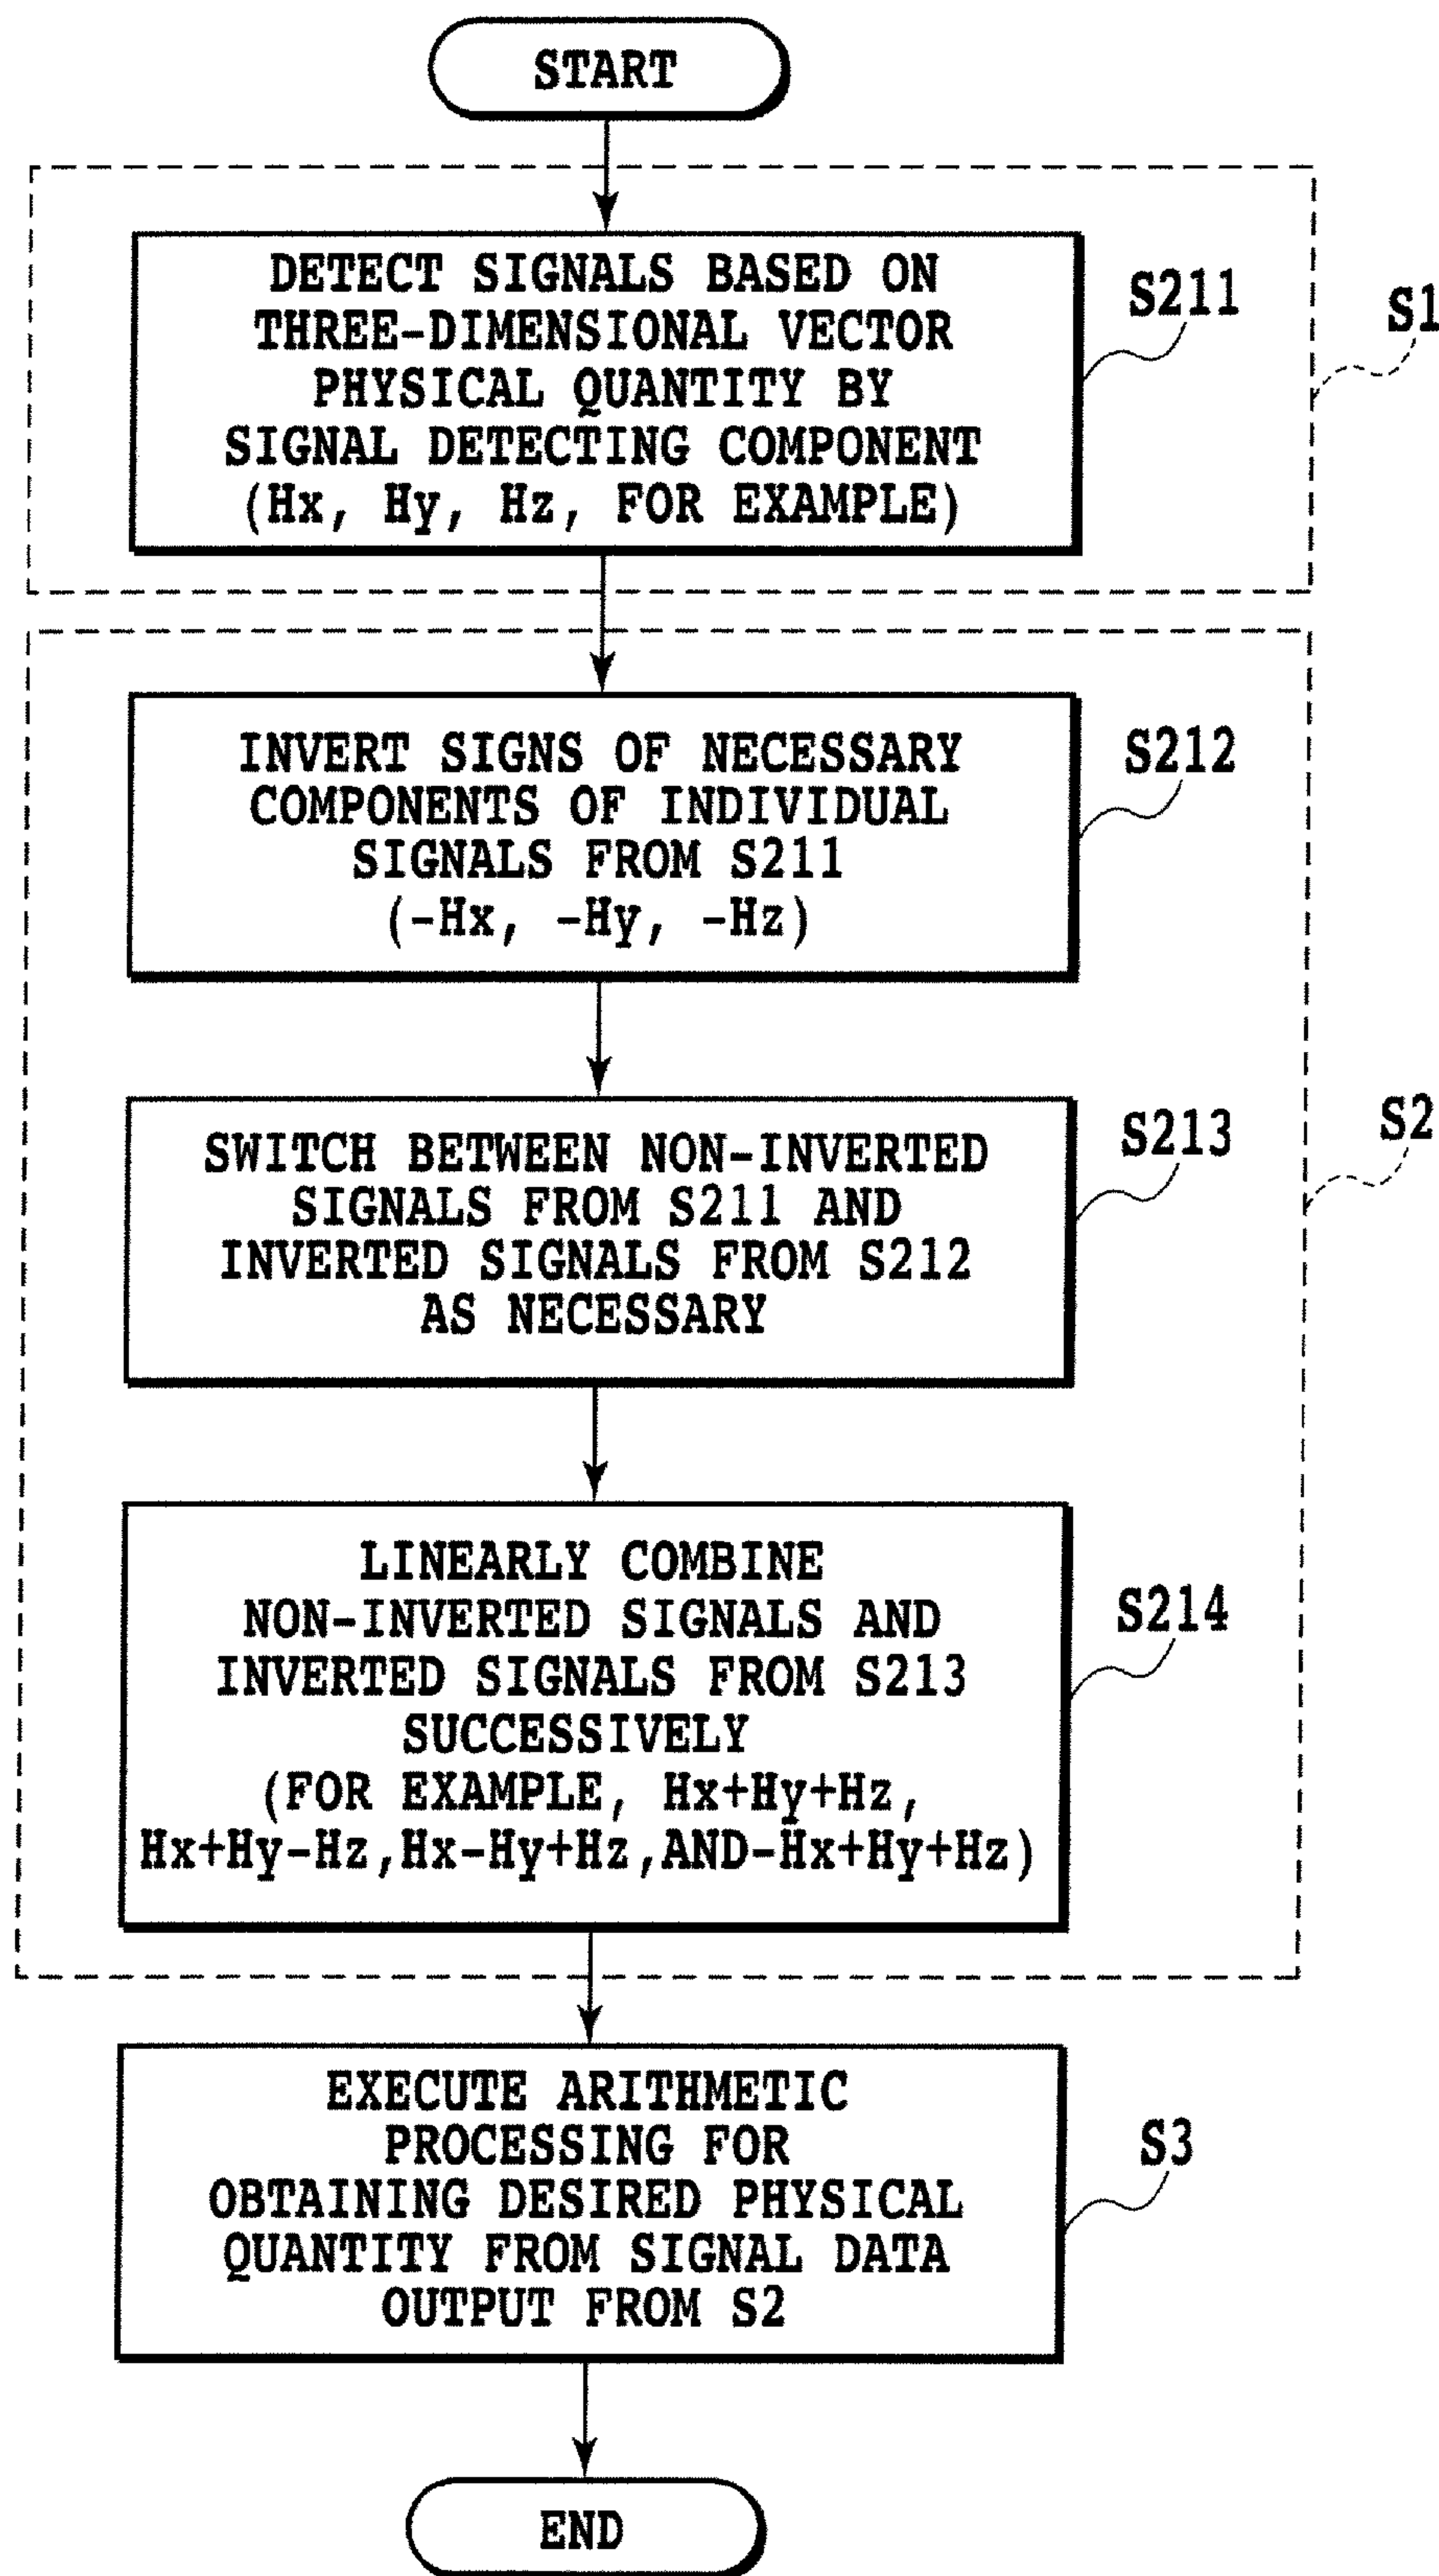 START
DETECT SIGNALS BASED ON
THREE-DIMENSIONAL VECTOR
PHYSICAL QUANTITY BY
SIGNAL DETECTING COMPONENT
(Hx, Hy, Hz, FOR EXAMPLE)
S211
S1
INVERT SIGNS OF NECESSARY
COMPONENTS OF INDIVIDUAL
SIGNALS FROM S211
(-Hx, -Hy, -Hz)
S212
SWITCH BETWEEN NON-INVERTED
SIGNALS FROM S211 AND
INVERTED SIGNALS FROM S212
AS NECESSARY
S213
S2
LINEARLY COMBINE
NON-INVERTED SIGNALS AND
INVERTED SIGNALS FROM S213
SUCCESSIVELY
(FOR EXAMPLE, Hx+Hy+Hz,
Hx+Hy-Hz,Hx-Hy+Hz,AND-Hx+Hy+Hz)
S214
EXECUTE ARITHMETIC
PROCESSING FOR
OBTAINING DESIRED PHYSICAL
QUANTITY FROM SIGNAL DATA
OUTPUT FROM S2
S3
END